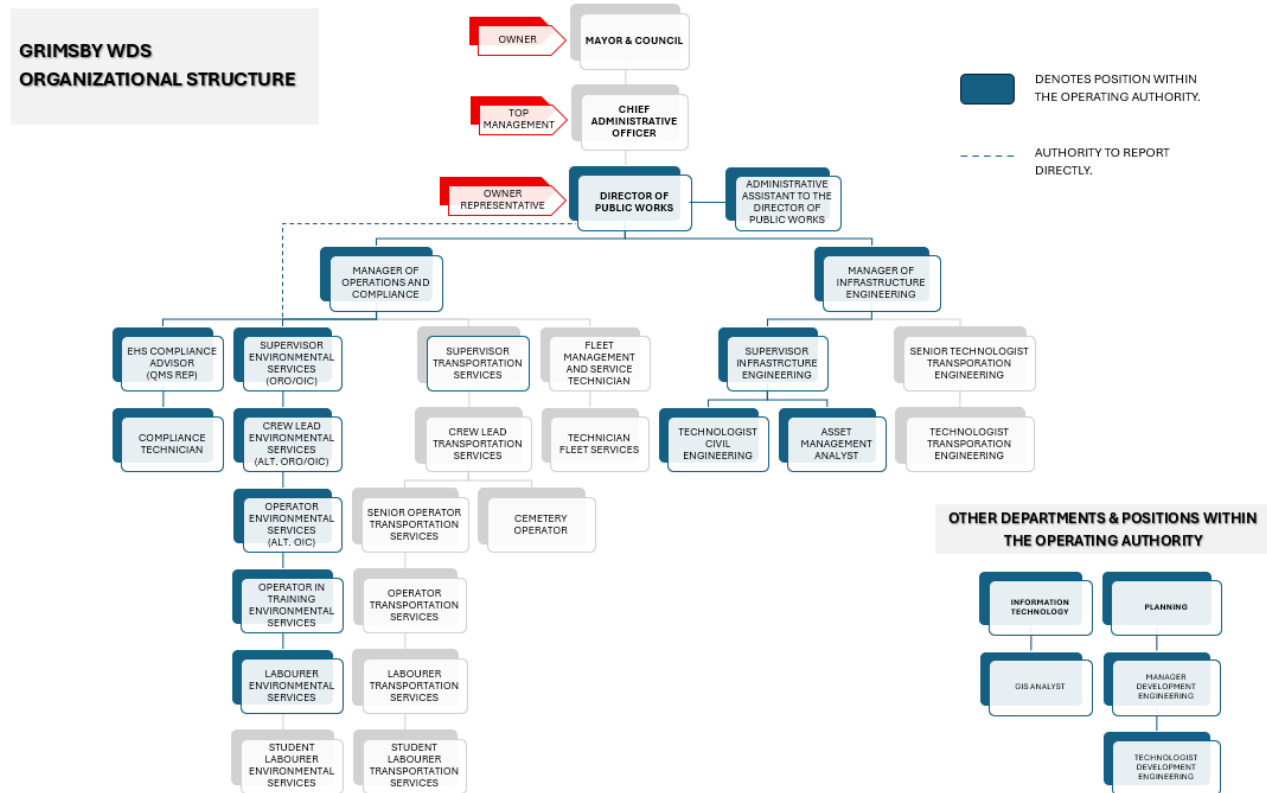 GRIMSBY WDS
ORGANIZATIONAL STRUCTURE
OWNER
MAYOR & COUNCIL
DENOTES POSITION WITHIN
THE OPERATING AUTHORITY.
TOP
MANAGEMENT
CHIEF
ADMINISTRATIVE
OFFICER
AUTHORITY TO REPORT
DIRECTLY.
OWNER
REPRESENTATIVE
DIRECTOR OF
PUBLIC WORKS
ADMINISTRATIVE
ASSISTANT TO THE
DIRECTOR OF
PUBLIC WORKS
MANAGER OF
OPERATIONS AND
COMPLIANCE
MANAGER OF
INFRASTRUCTURE
ENGINEERING
EHS COMPLIANCE
ADVISOR
(QMS REP)
SUPERVISOR
ENVIRONMENTAL
SERVICES
(ORO/OIC)
SUPERVISOR
TRANSPORTATION
SERVICES
FLEET
MANAGEMENT
AND SERVICE
TECHNICIAN
SUPERVISOR
INFRASTRCTURE
ENGINEERING
SENIOR TECHNOLOGIST
TRANSPORATION
ENGINEERING
COMPLIANCE
TECHNICIAN
CREW LEAD
ENVIRONMENTAL
SERVICES
(ALT. ORO/OIC)
CREW LEAD
TRANSPORTATION
SERVICES
TECHNICIAN
FLEET SERVICES
TECHNOLOGIST
CIVIL
ENGINEERING
ASSET
MANAGEMENT
ANALYST
TECHNOLOGIST
TRANSPORATION
ENGINEERING
OPERATOR
ENVIRONMENTAL
SERVICES
(ALT. OIC)
SENIOR OPERATOR
TRANSPORTATION
SERVICES
CEMETERY
OPERATOR
OTHER DEPARTMENTS & POSITIONS WITHIN
THE OPERATING AUTHORITY
OPERATOR IN
TRAINING
ENVIRONMENTAL
SERVICES
OPERATOR
TRANSPORTATION
SERVICES
INFORMATION
TECHNOLOGY
PLANNING
LABOURER
ENVIRONMENTAL
SERVICES
LABOURER
TRANSPORTATION
SERVICES
GIS ANALYST
MANAGER
DEVELOPMENT
ENGINEERING
STUDENT
LABOURER
ENVIRONMENTAL
SERVICES
STUDENT
LABOURER
TRANSPORTATION
SERVICES
TECHNOLOGIST
DEVELOPMENT
ENGINEERING